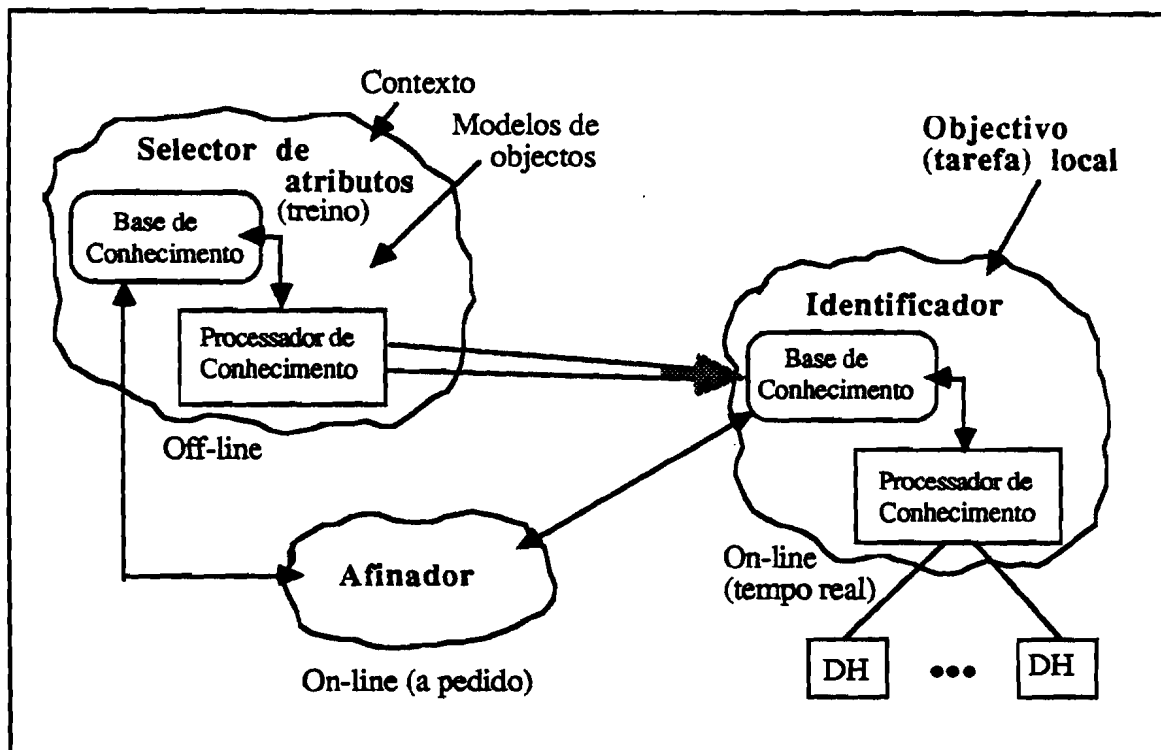 Contexto
Modelos de
objectos
Selector de
atributos
(treino)
Base de
Conhecimento
Processador de
Conhecimento
Off-line
Objectivo
(tarefa) local
Identificador
Base de
Conhecimento
Processador de
Conhecimento
On-line
(tempo real)
Afinador
On-line (a pedido)
DH
•••
DH